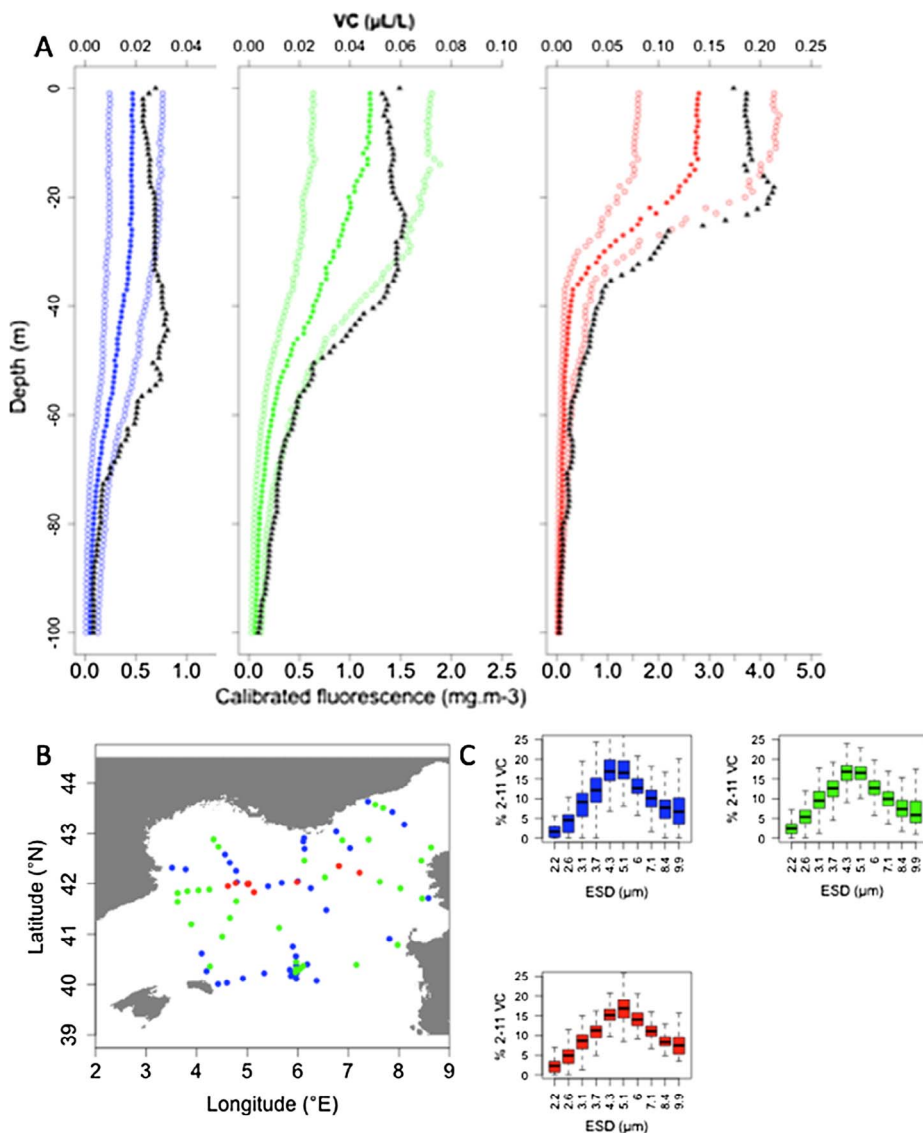 VC (µL/L)
A
0.00 0.02 0.04
0.00 0.02 0.04 0.06 0.08 0.10
0.00 0.05 0.10 0.15 0.20 0.25
Depth (m)
0
-20
-40
-60
-80
-100
0.0 0.5 1.0
0.0 0.5 1.0 1.5 2.0 2.5
0.0 1.0 2.0 3.0 4.0 5.0
Calibrated fluorescence (mg.m-3)
B
Latitude (°N)
44
43
42
41
40
39
2 3 4 5 6 7 8 9
Longitude (°E)
C
% 2-11 VC
25
20
15
10
5
0
2.2 2.6 3.1 3.7 4.3 5.1 6 7.1 8.4 9.9
ESD (µm)
% 2-11 VC
25
20
15
10
5
0
2.2 2.6 3.1 3.7 4.3 5.1 6 7.1 8.4 9.9
ESD (µm)
% 2-11 VC
25
20
15
10
5
0
2.2 2.6 3.1 3.7 4.3 5.1 6 7.1 8.4 9.9
ESD (µm)